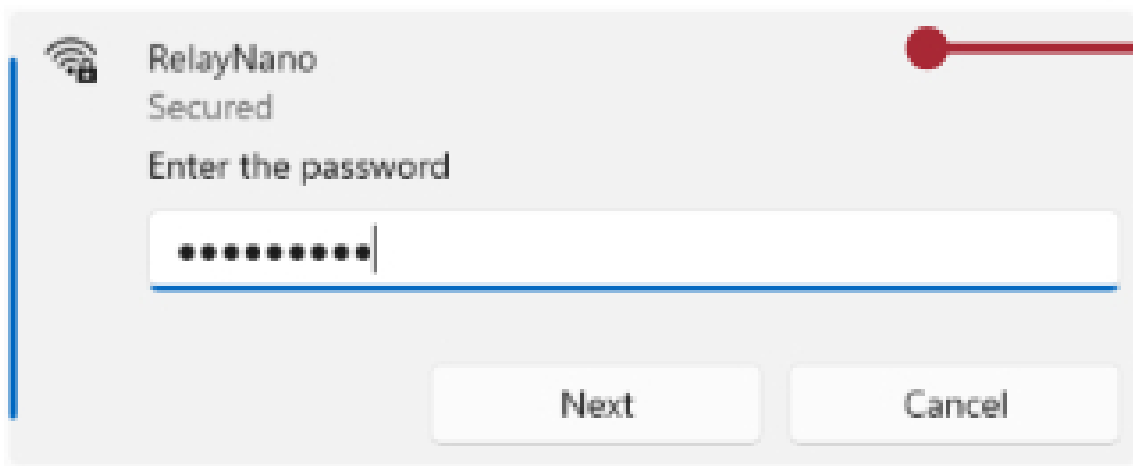 RelayNano
Secured
Enter the password
•••••••••
Next
Cancel